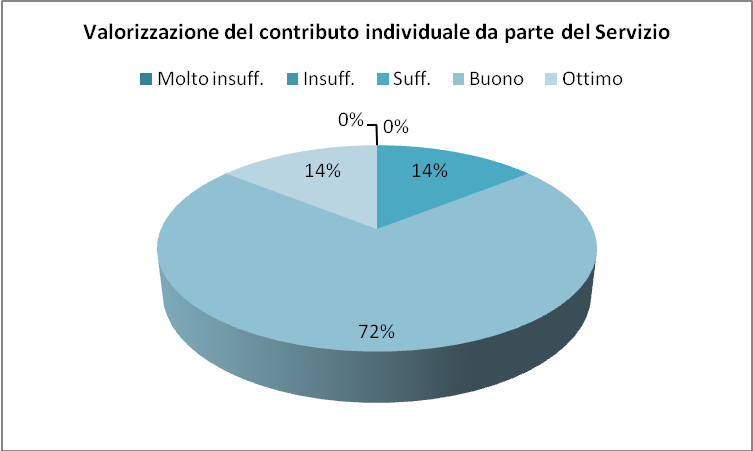 Valorizzazione del contributo individuale da parte del Servizio
Molto insuff. Insuff. Suff. Buono Ottimo
0% 0%
14% 14%
72%